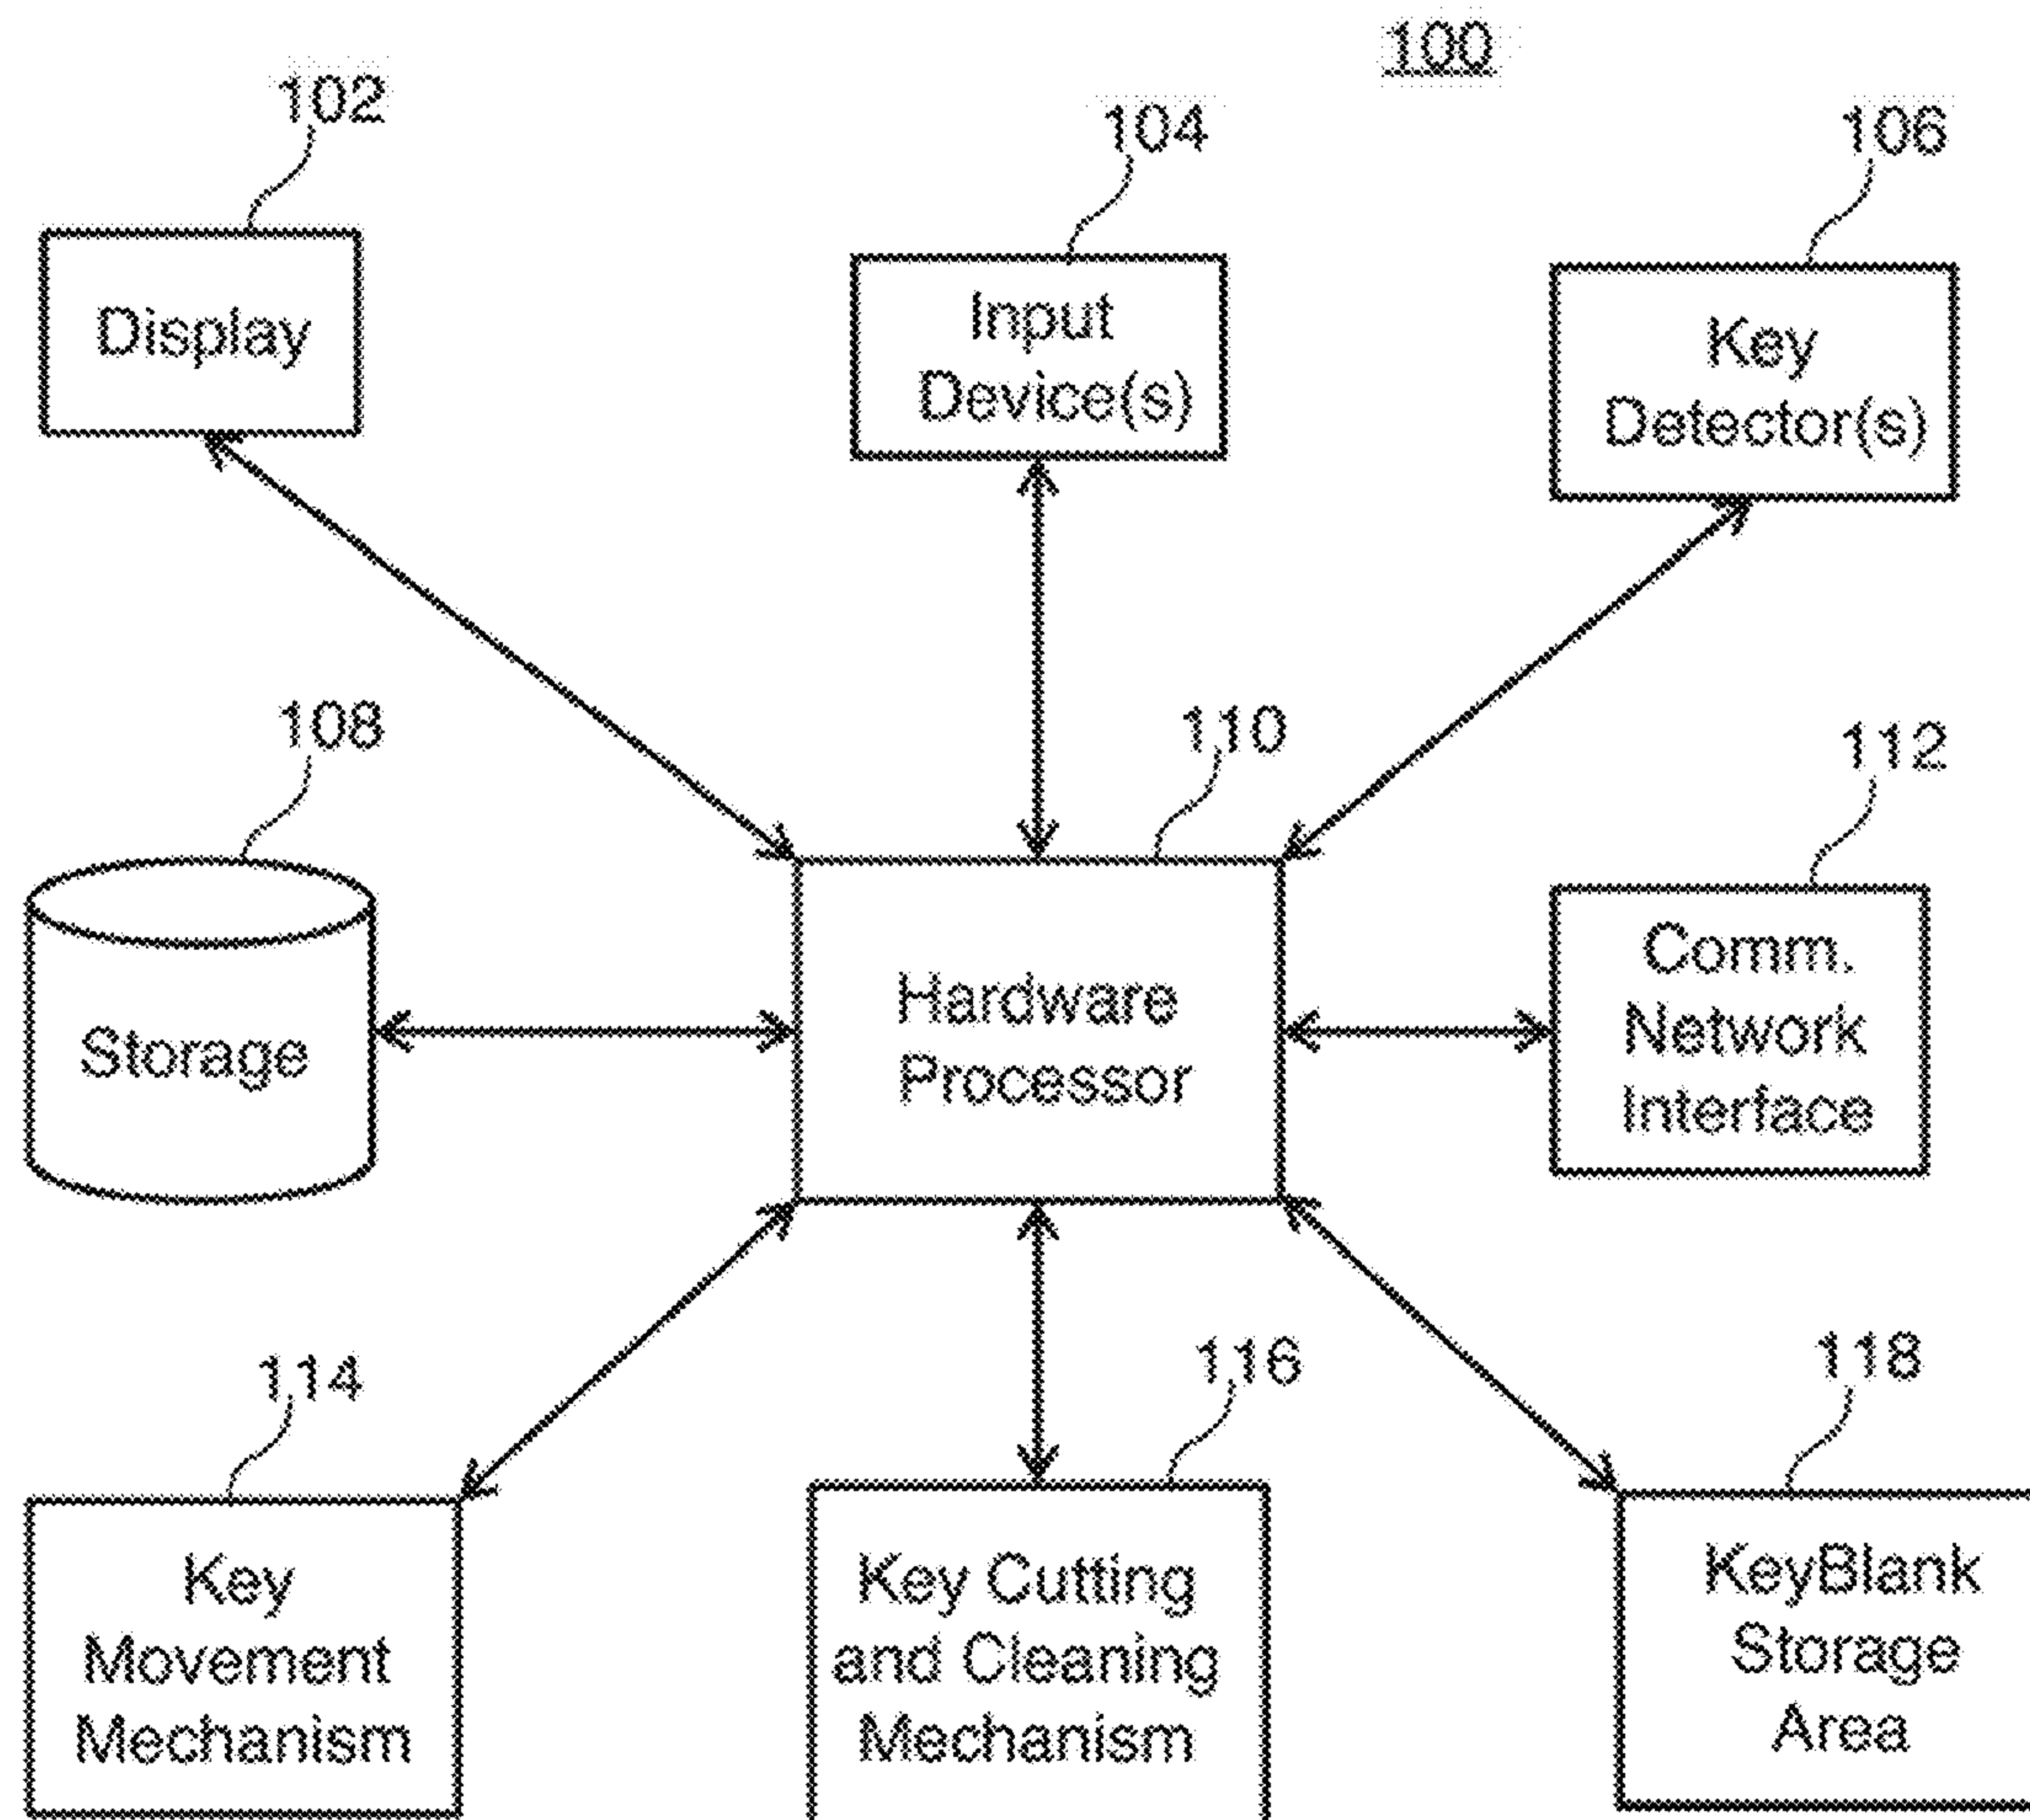 100
102
104
106
Display
Input
Device(s)
Key
Detector(s)
108
110
112
Storage
Hardware
Processor
Comm.
Network
Interface
114
116
118
Key
Movement
Mechanism
Key Cutting
and Cleaning
Mechanism
KeyBlank
Storage
Area